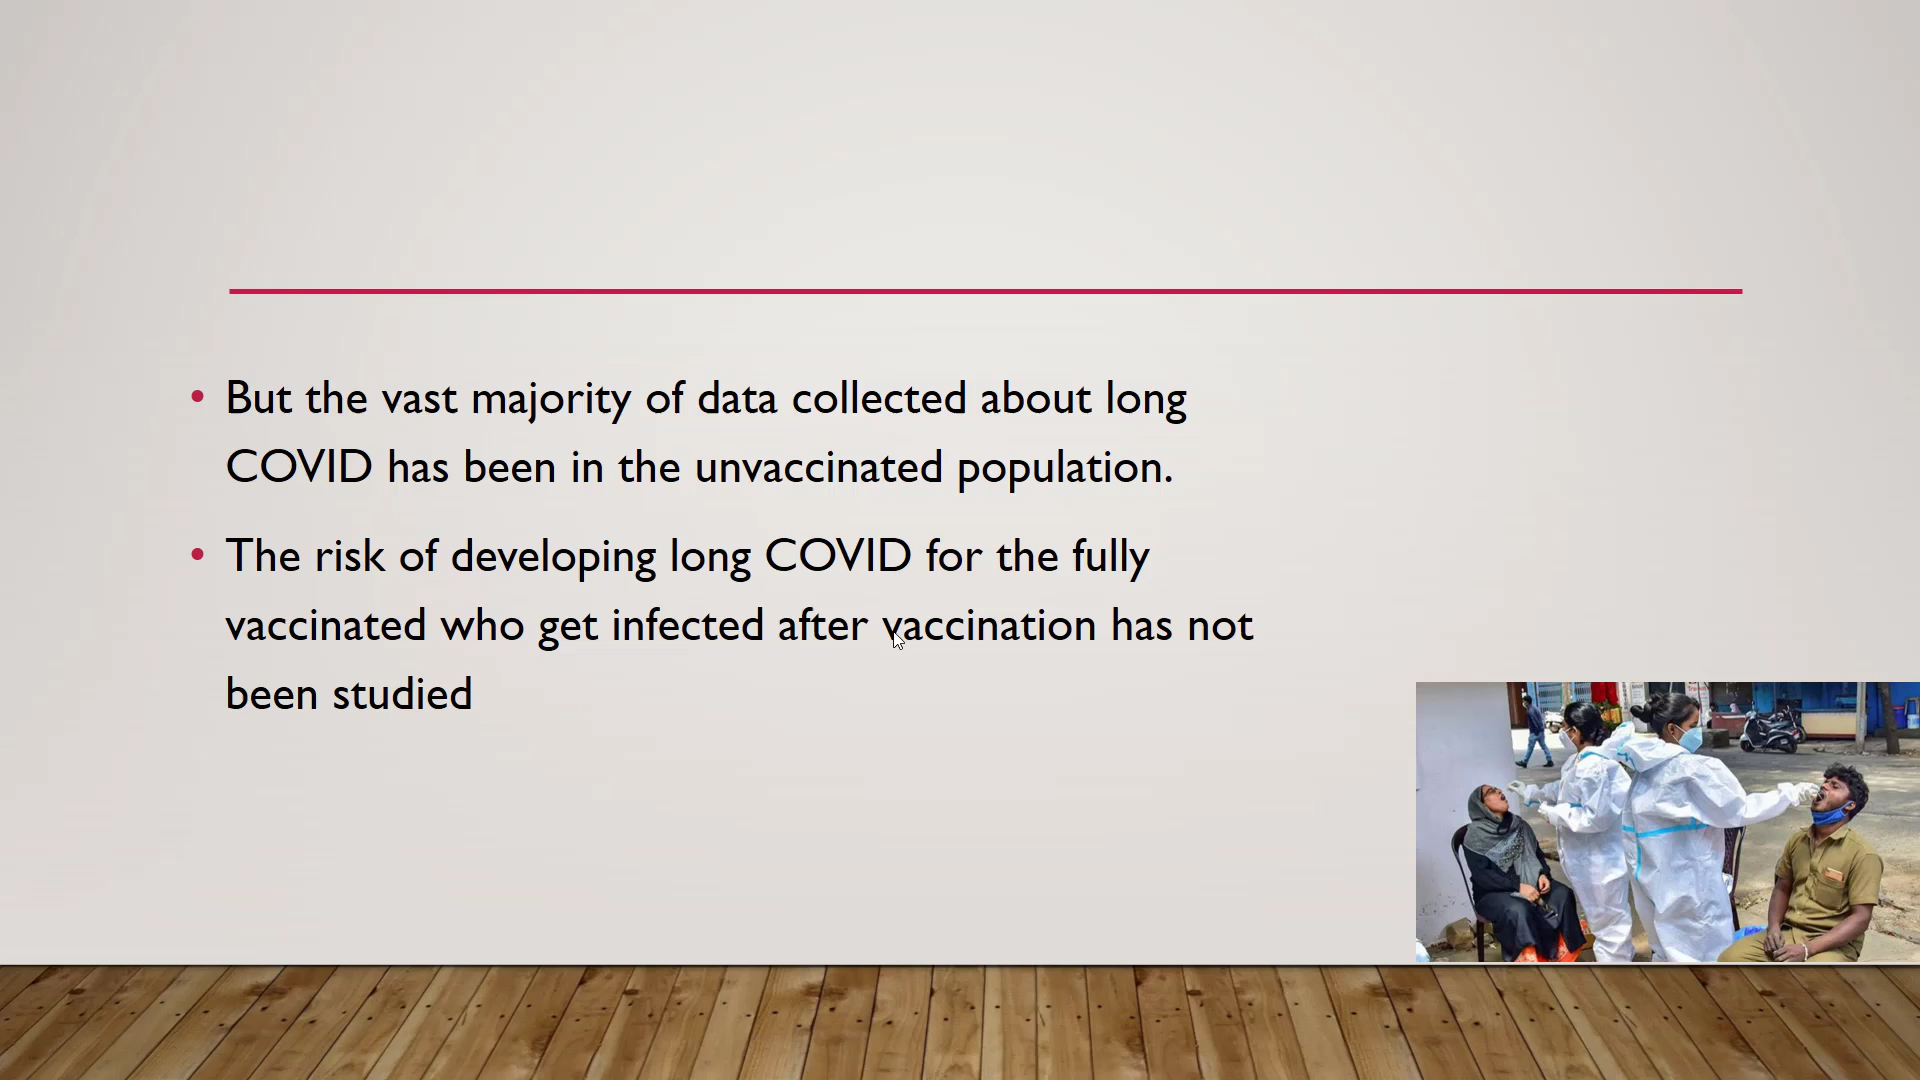 • But the vast majority of data collected about long
COVID has been in the unvaccinated population.
• The risk of developing long COVID for the fully
vaccinated who get infected after vaccination has not
been studied